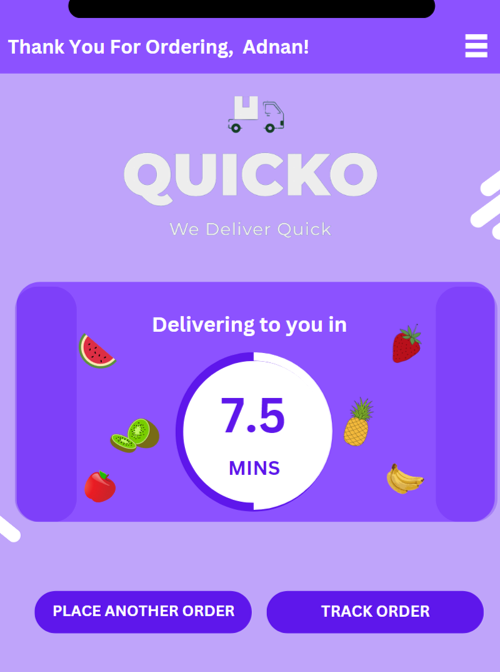 Thank You For Ordering, Adnan!
QUICKO
We Deliver Quick
Delivering to you in
7.5
MINS
PLACE ANOTHER ORDER
TRACK ORDER